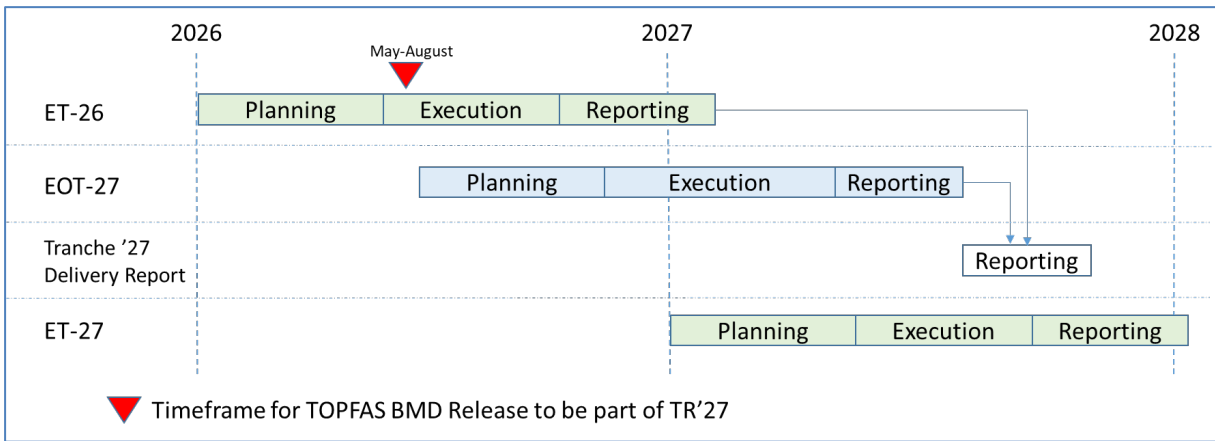 2026 2027 2028
May-August
ET-26 Planning Execution Reporting
EOT-27 Planning Execution Reporting
Tranche ’27
Delivery Report
Reporting
ET-27 Planning Execution Reporting
Timeframe for TOPFAS BMD Release to be part of TR’27